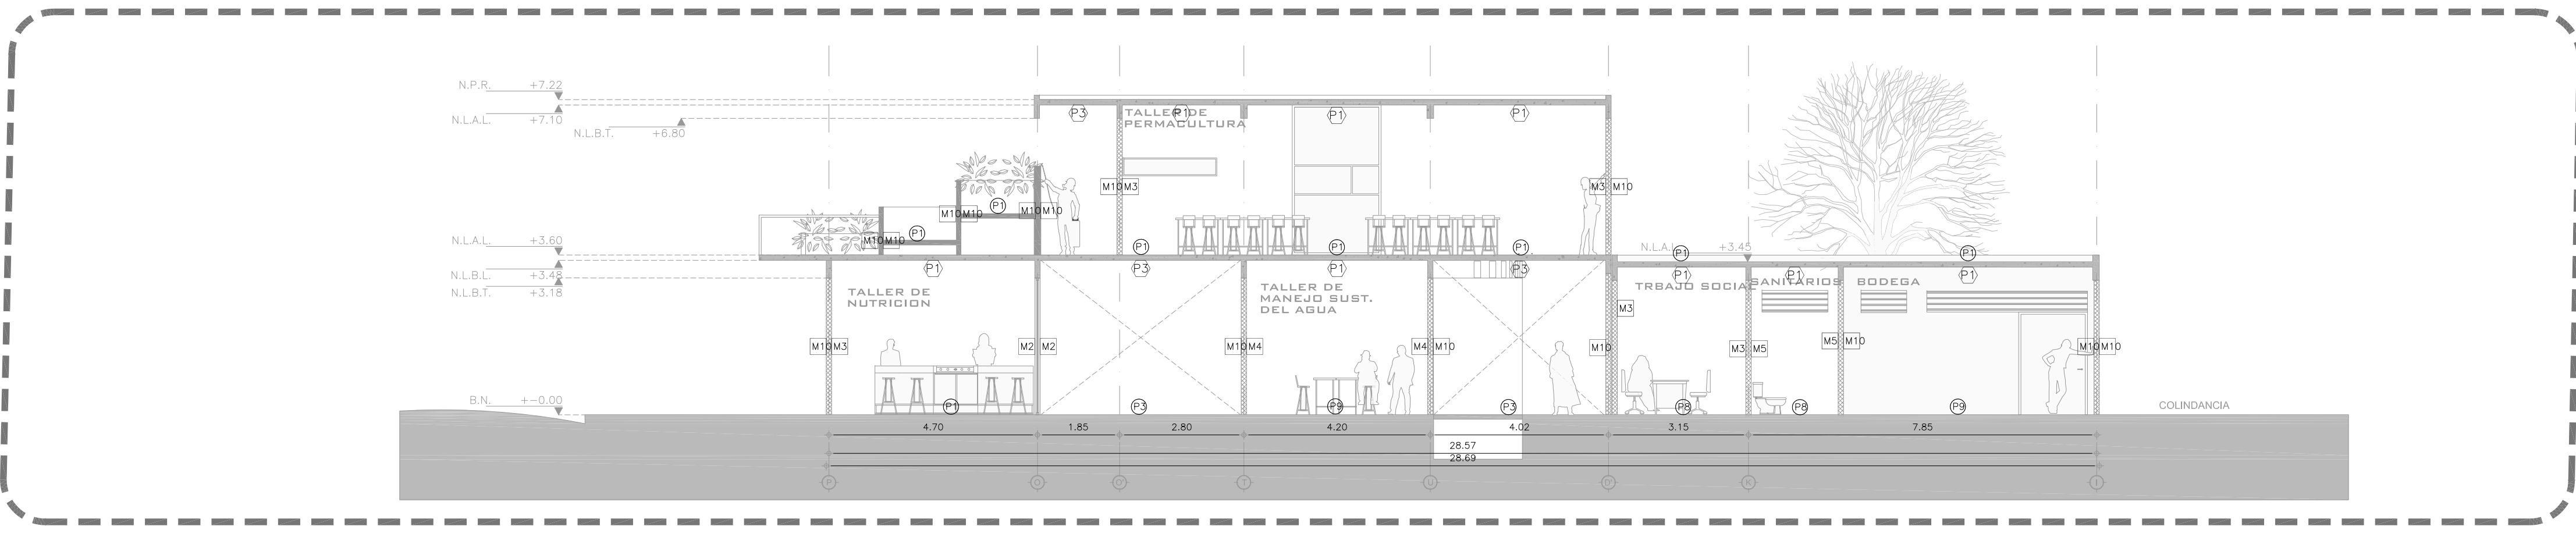 N.P.R. +7.22
N.L.A.L. +7.10
N.L.B.T. +6.80
P3
TALLER DE
PERMACULTURA
P1
P1
P1
M10 M3
M3 M10
M10 M10
P1
M10 M10
M10 M10
P1
N.L.A.L. +3.60
N.L.B.L. +3.48
N.L.B.T. +3.18
P1
P1
P1
N.L.A.L. +3.45
P1
P1
P1
P3
P1
P3
P1
P1
P1
TALLER DE
NUTRICION
TALLER DE
MANEJO SUST.
DEL AGUA
TRBAJO SOCIAL
SANITARIOS
BODEGA
M3
M10 M3
M2 M2
M10 M4
M4 M10
M10
M3 M5
M5 M10
M10 M10
B.N. +-0.00
P1
P3
P9
P3
P8
P8
P9
COLINDANCIA
4.70 1.85 2.80 4.20 4.02 3.15 7.85
28.57
28.69
P O O' T U D' K I